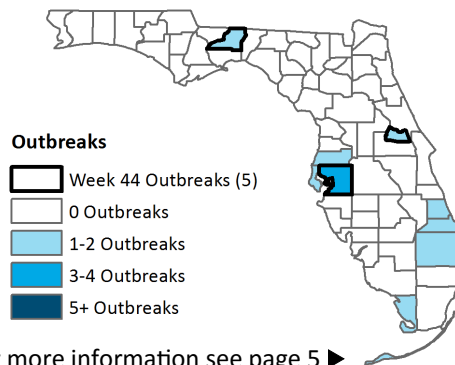 Outbreaks
Week 44 Outbreaks (5)
0 Outbreaks
1-2 Outbreaks
3-4 Outbreaks
5+ Outbreaks
more information see page 5 ►